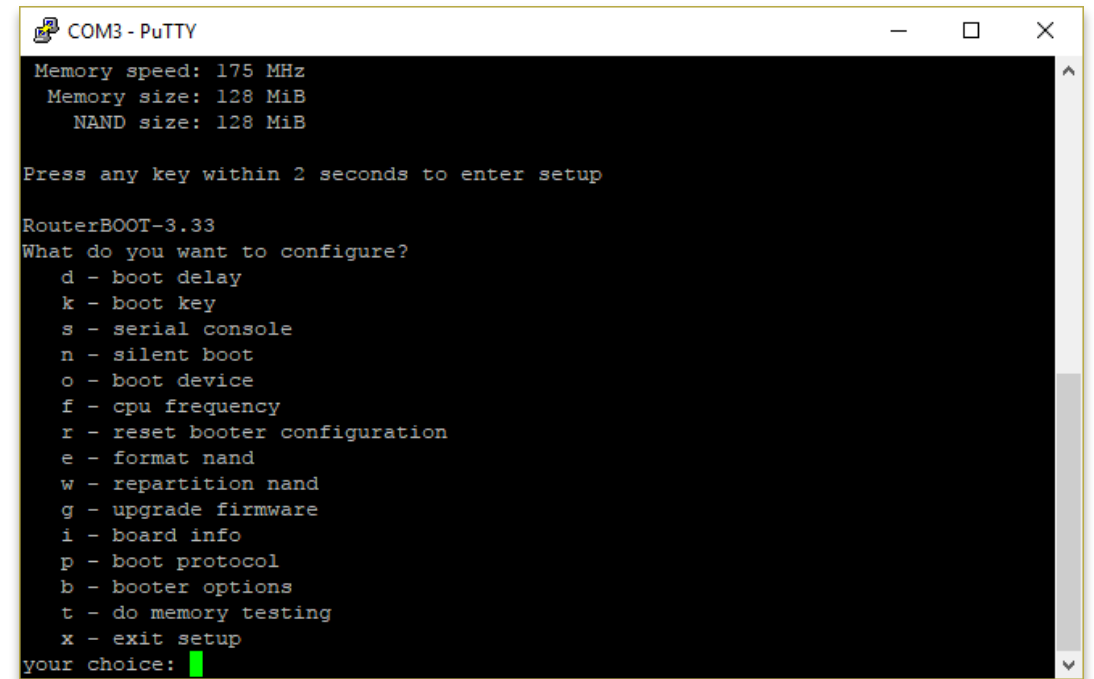 COM3 - PuTTY
Memory speed: 175 MHz
Memory size: 128 MiB
NAND size: 128 MiB
Press any key within 2 seconds to enter setup
RouterBOOT-3.33
What do you want to configure?
d - boot delay
k - boot key
s - serial console
n - silent boot
o - boot device
f - cpu frequency
r - reset booter configuration
e - format nand
w - repartition nand
g - upgrade firmware
i - board info
p - boot protocol
b - booter options
t - do memory testing
x - exit setup
your choice: